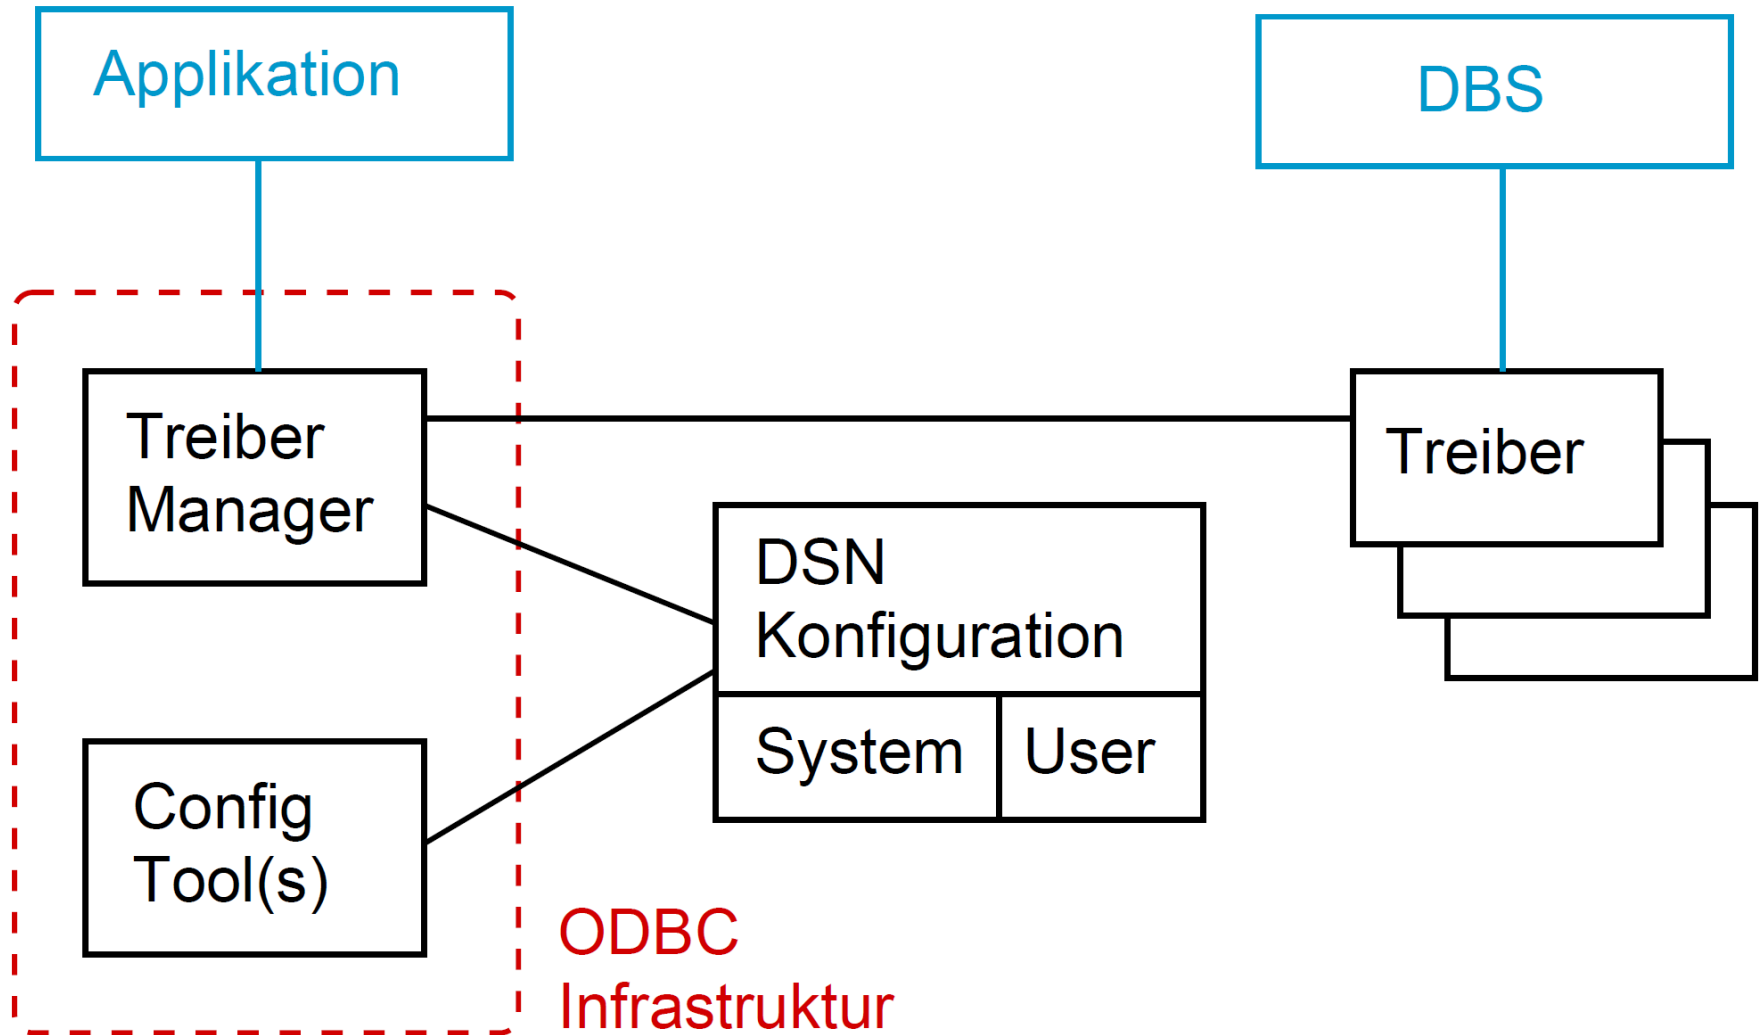 Applikation
DBS
Treiber
Manager
Treiber
DSN
Konfiguration
System
User
Config
Tool(s)
ODBC
Infrastruktur